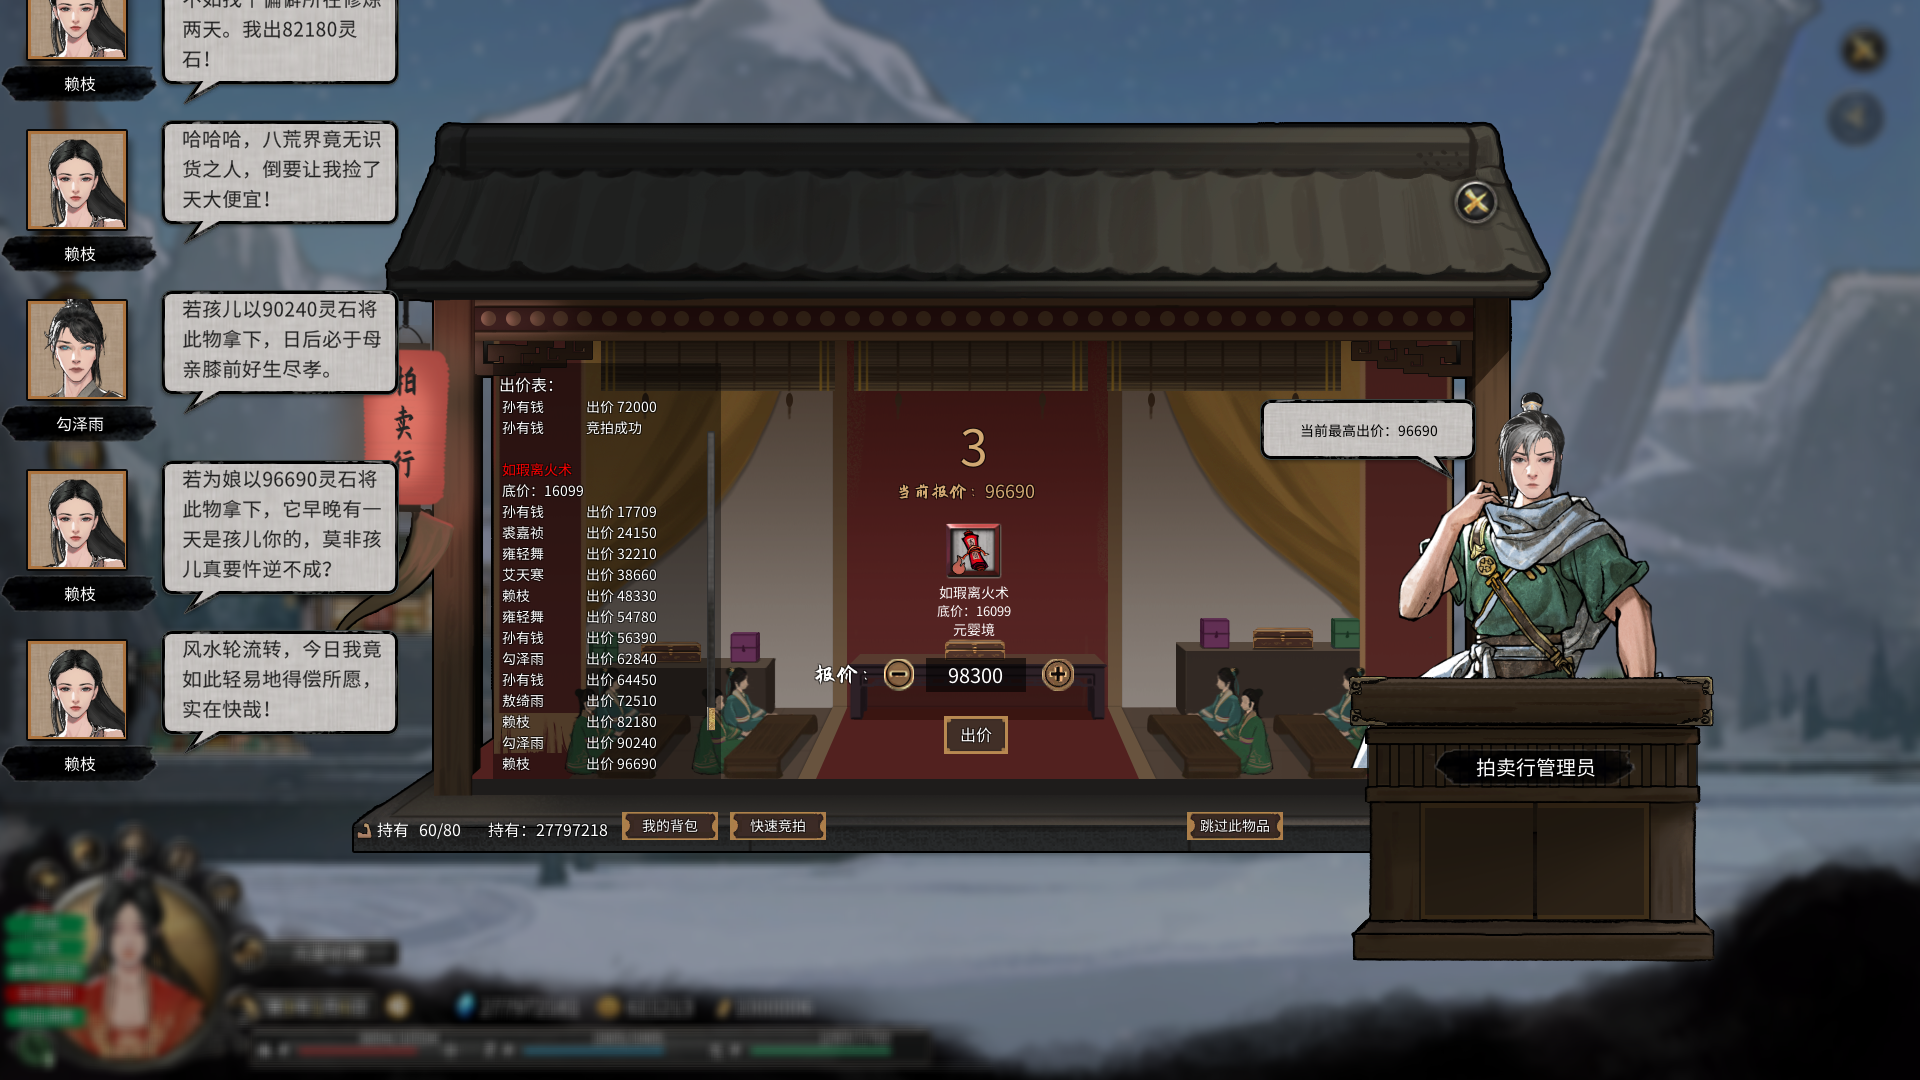 两天。我出82180灵
石！
赖枝
哈哈哈，八荒界竟无识
货之人，倒要让我捡了
天大便宜！
赖枝
若孩儿以90240灵石将
此物拿下，日后必于母
亲膝前好生尽孝。
勾泽雨
若为娘以96690灵石将
此物拿下，它早晚有一
天是孩儿你的，莫非孩
儿真要忤逆不成？
赖枝
风水轮流转，今日我竟
如此轻易地得偿所愿，
实在快哉！
赖枝
拍
卖
行
出价表：
孙有钱 出价 72000
孙有钱 竞拍成功
如瑕离火术
底价：16099
孙有钱 出价 17709
裘嘉祯 出价 24150
雍轻舞 出价 32210
艾天寒 出价 38660
赖枝 出价 48330
雍轻舞 出价 54780
孙有钱 出价 56390
勾泽雨 出价 62840
孙有钱 出价 64450
敖绮雨 出价 72510
赖枝 出价 82180
勾泽雨 出价 90240
赖枝 出价 96690
3
当前报价：96690
如瑕离火术
底价：16099
元婴境
报价： 98300
出价
当前最高出价：96690
拍卖行管理员
持有 60/80 持有：27797218 我的背包 快速竞拍 跳过此物品